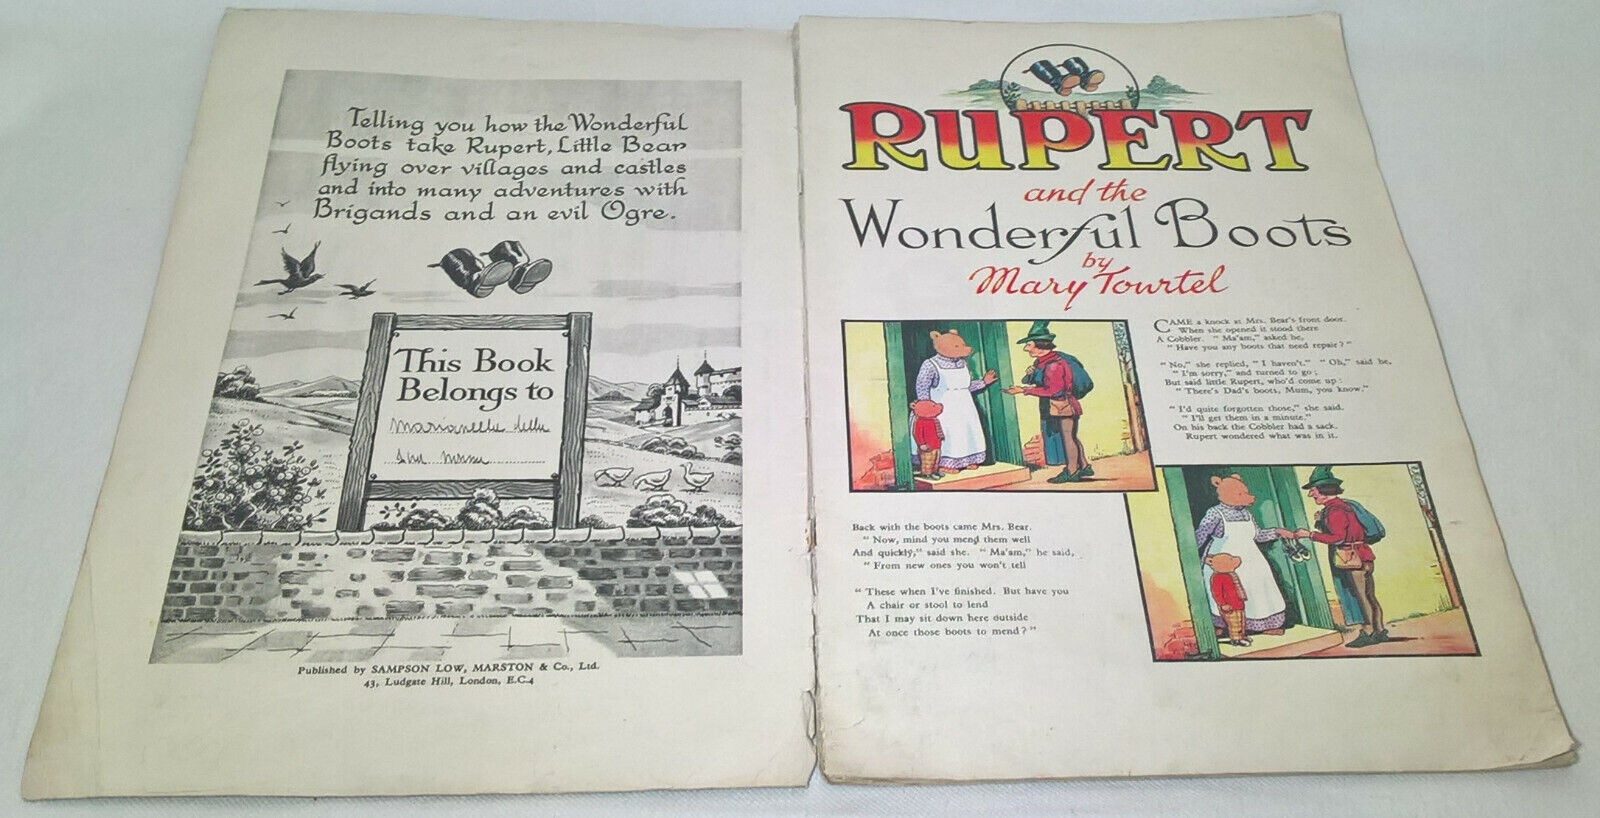 Telling you how the Wonderful
Boots take Rupert, Little Bear
flying over villages and castles
and into many adventures with
Brigands and an evil Ogre.
This Book
Belongs to
Published by SAMPSON LOW, MARSTON & Co., Ltd.
43, Ludgate Hill, London, E.C.4
RUPERT
and the
Wonderful Boots
by
Mary Tourtel
CAME a knock at Mrs. Bear's front door.
When she opened it stood there
A Cobbler. "Ma'am," asked he,
"Have you any boots that need repair?"
"No," she replied, "I haven't." "Oh," said he,
"I'm sorry," and turned to go;
But said little Rupert, who'd come up:
"There's Dad's boots, Mum, you know."
"I'd quite forgotten those," she said.
"I'll get them in a minute."
On his back the Cobbler had a sack.
Rupert wondered what was in it.
Back with the boots came Mrs. Bear.
"Now, mind you mend them well
And quickly," said she. "Ma'am," he said,
"From new ones you won't tell
"These when I've finished. But have you
A chair or stool to lend
That I may sit down here outside
At once those boots to mend?"